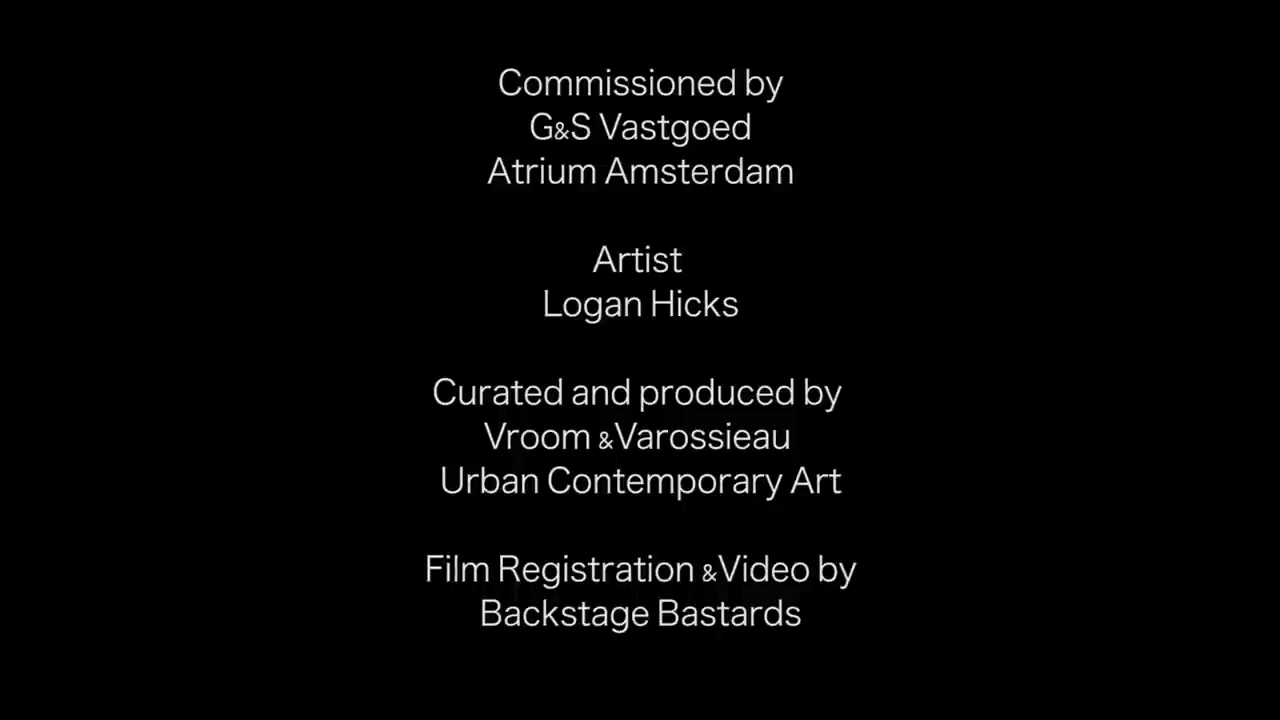 Commissioned by
G&S Vastgoed
Atrium Amsterdam
Artist
Logan Hicks
Curated and produced by
Vroom &Varossieau
Urban Contemporary Art
Film Registration &Video by
Backstage Bastards